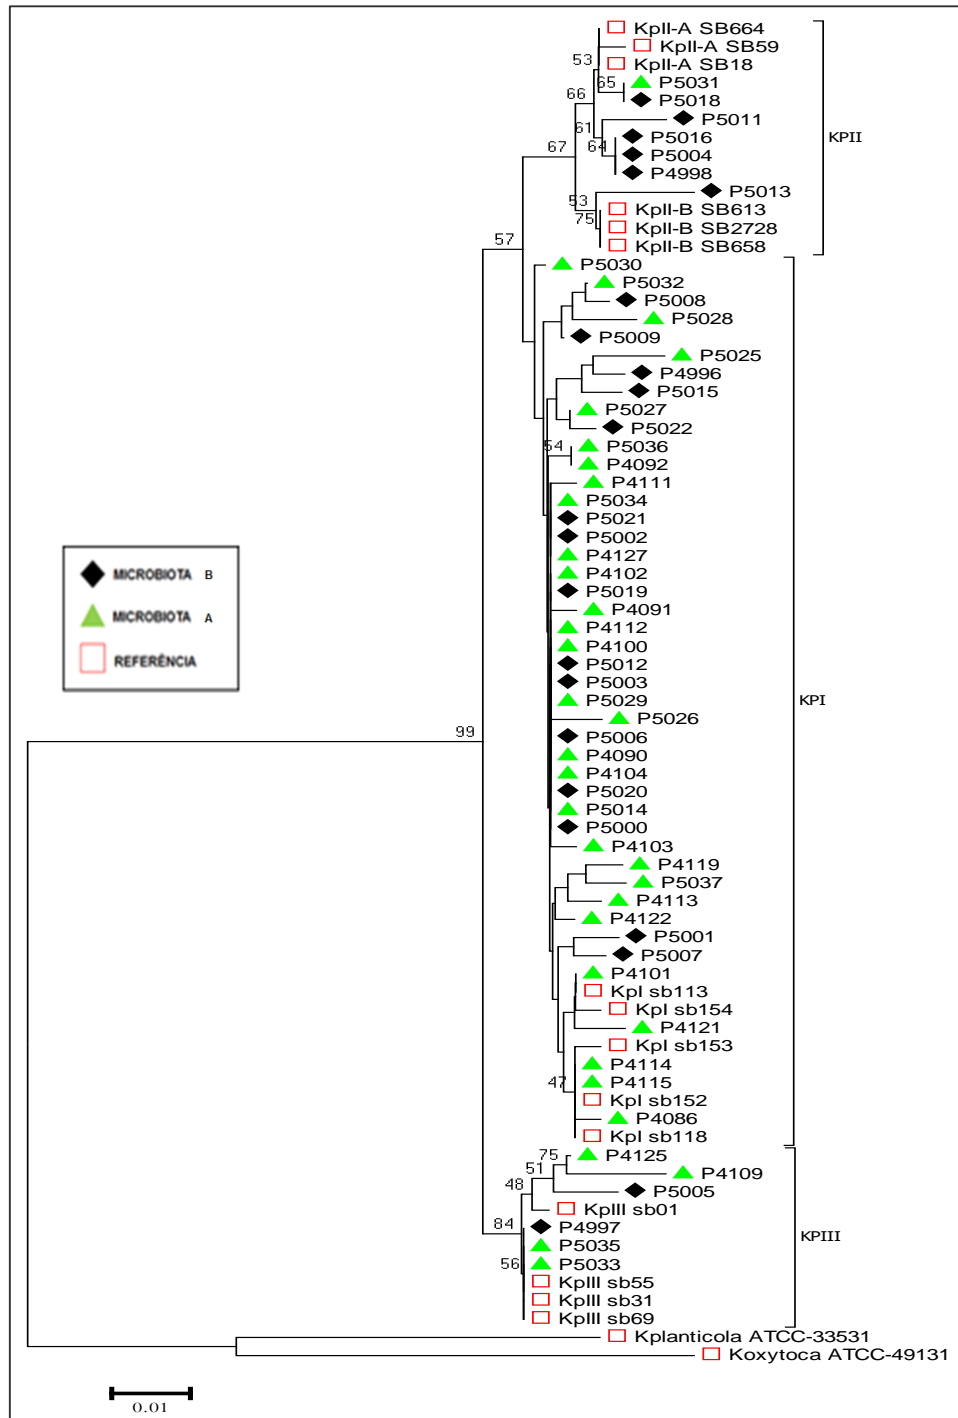 KpII-A SB664
KpII-A SB59
53
KpII-A SB18
65
P5031
66
P5018
P5011
61
P5016
KPII
67
64
P5004
P4998
53
P5013
75
KpII-B SB613
KpII-B SB2728
57
KpII-B SB658
P5030
P5032
P5008
P5028
P5009
P5025
P4996
P5015
P5027
P5022
54
P5036
P4092
P4111
P5034
P5021
P5002
P4127
MICROBIOTA B
P4102
P5019
MICROBIOTA A
P4091
P4112
P4100
REFERÊNCIA
P5012
P5003
P5029
KPI
P5026
99
P5006
P4090
P4104
P5020
P5014
P5000
P4103
P4119
P5037
P4113
P4122
P5001
P5007
P4101
KpI sb113
KpI sb154
P4121
KpI sb153
P4114
47
P4115
KpI sb152
P4086
KpI sb118
75
P4125
51
P4109
48
P5005
KpIII sb01
84
P4997
KPIII
P5035
56
P5033
KpIII sb55
KpIII sb31
KpIII sb69
Kplanticola ATCC-33531
Koxytoca ATCC-49131
0.01